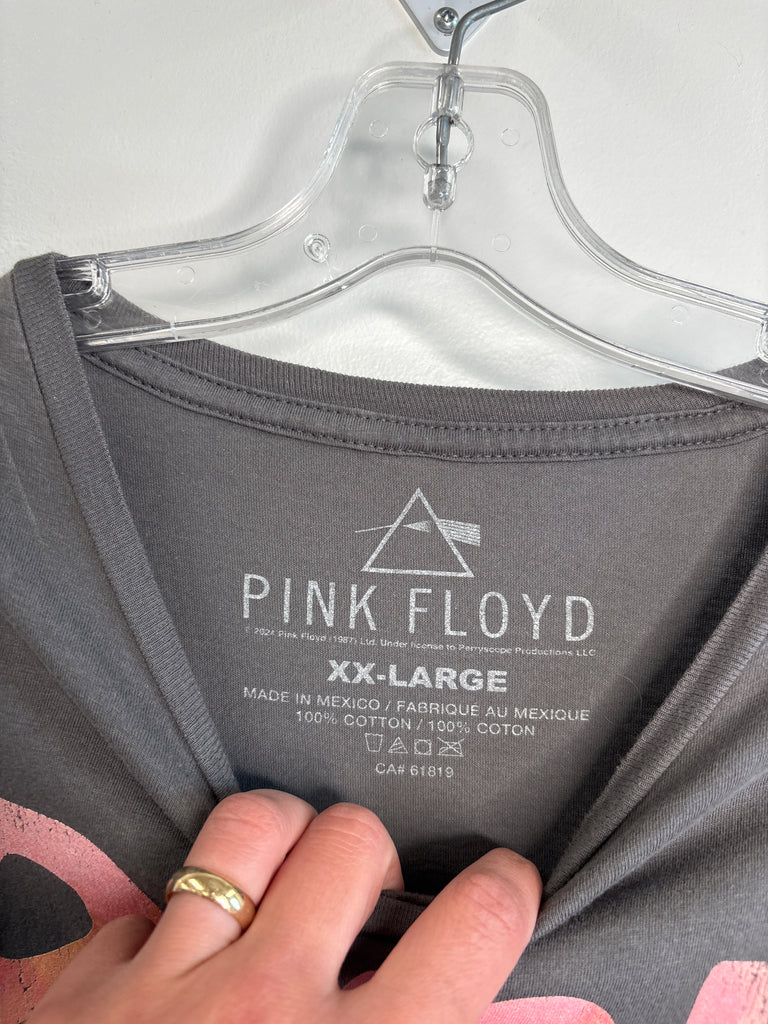 PINK FLOYD
© 2024 Pink Floyd (1987) Ltd. Under license to Perryscope Productions LLC
XX-LARGE
MADE IN MEXICO / FABRIQUE AU MEXIQUE
100% COTTON / 100% COTON
CA# 61819